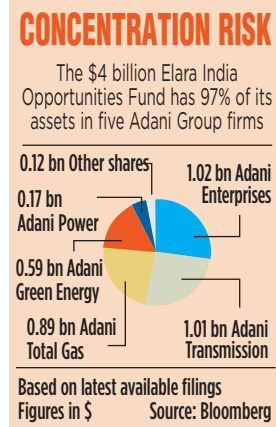 CONCENTRATION RISK
The $4 billion Elara India
Opportunities Fund has 97% of its
assets in five Adani Group firms
0.12 bn Other shares
0.17 bn
Adani Power
0.59 bn Adani
Green Energy
0.89 bn Adani
Total Gas
1.02 bn Adani
Enterprises
1.01 bn Adani
Transmission
Based on latest available filings
Figures in $ Source: Bloomberg